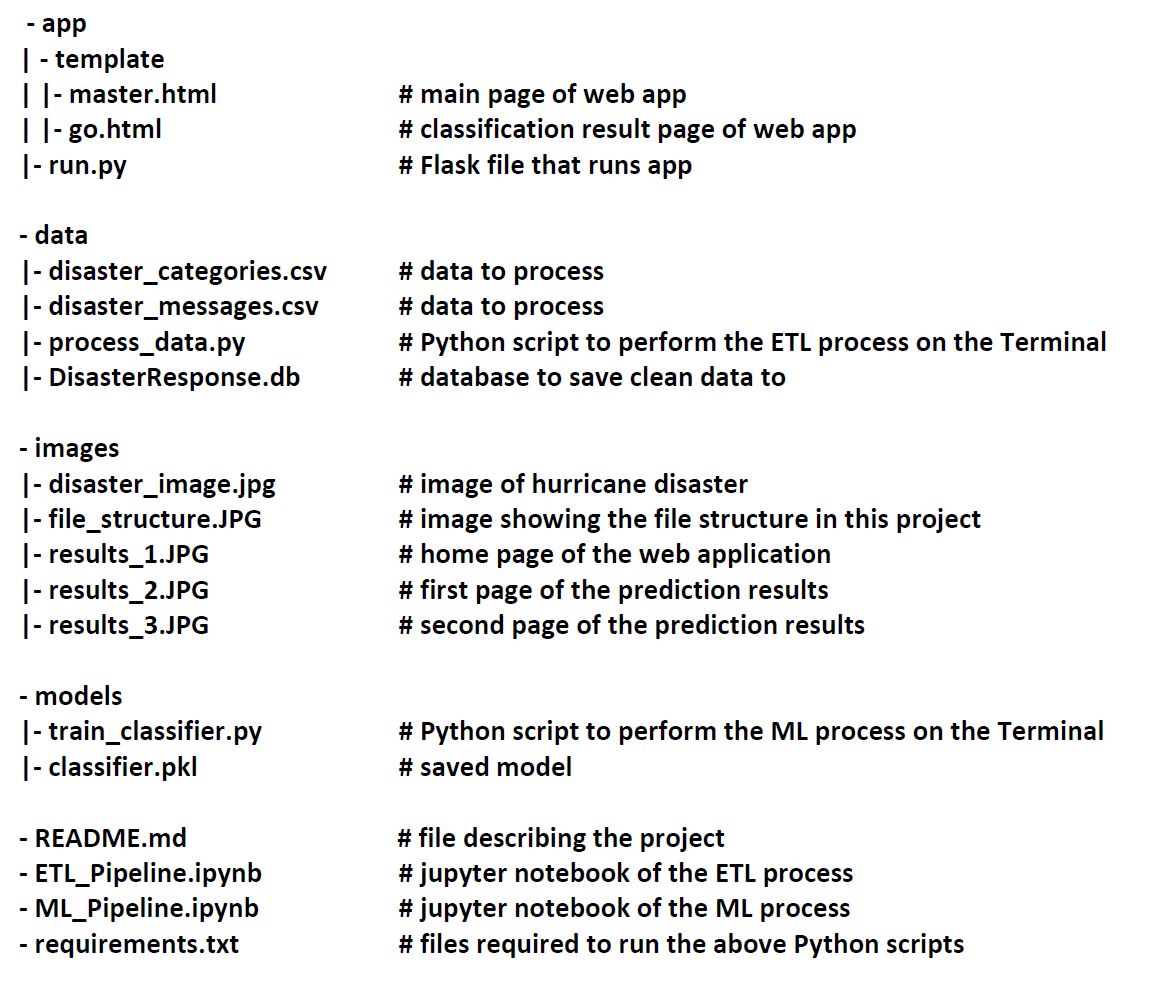 - app
| - template
| |- master.html # main page of web app
| |- go.html # classification result page of web app
|- run.py # Flask file that runs app
- data
|- disaster_categories.csv # data to process
|- disaster_messages.csv # data to process
|- process_data.py # Python script to perform the ETL process on the Terminal
|- DisasterResponse.db # database to save clean data to
- images
|- disaster_image.jpg # image of hurricane disaster
|- file_structure.JPG # image showing the file structure in this project
|- results_1.JPG # home page of the web application
|- results_2.JPG # first page of the prediction results
|- results_3.JPG # second page of the prediction results
- models
|- train_classifier.py # Python script to perform the ML process on the Terminal
|- classifier.pkl # saved model
- README.md # file describing the project
- ETL_Pipeline.ipynb # jupyter notebook of the ETL process
- ML_Pipeline.ipynb # jupyter notebook of the ML process
- requirements.txt # files required to run the above Python scripts